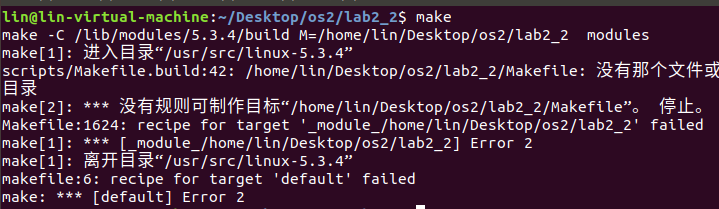 lin@lin-virtual-machine:~/Desktop/os2/lab2_2$ make
make -C /lib/modules/5.3.4/build M=/home/lin/Desktop/os2/lab2_2  modules
make[1]: 进入目录“/usr/src/linux-5.3.4”
scripts/Makefile.build:42: /home/lin/Desktop/os2/lab2_2/Makefile: 没有那个文件或
目录
make[2]: *** 没有规则可制作目标“/home/lin/Desktop/os2/lab2_2/Makefile”。 停止。
Makefile:1624: recipe for target '_module_/home/lin/Desktop/os2/lab2_2' failed
make[1]: *** [_module_/home/lin/Desktop/os2/lab2_2] Error 2
make[1]: 离开目录“/usr/src/linux-5.3.4”
makefile:6: recipe for target 'default' failed
make: *** [default] Error 2